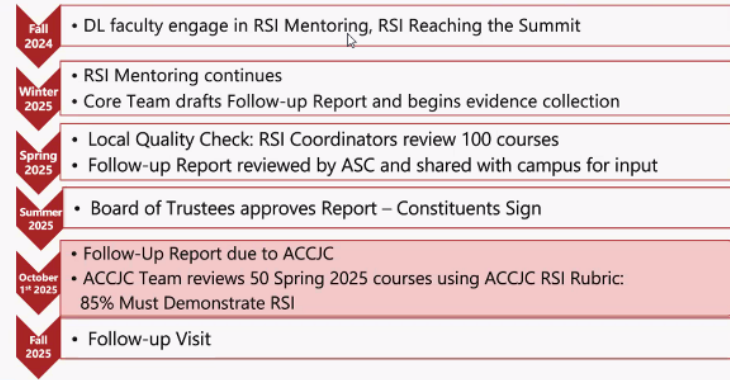 Fall
2024
• DL faculty engage in RSI Mentoring, RSI Reaching the Summit
Winter
2025
• RSI Mentoring continues
• Core Team drafts Follow-up Report and begins evidence collection
Spring
2025
• Local Quality Check: RSI Coordinators review 100 courses
• Follow-up Report reviewed by ASC and shared with campus for input
Summer
2025
• Board of Trustees approves Report – Constituents Sign
October
1st 2025
• Follow-Up Report due to ACCJC
• ACCJC Team reviews 50 Spring 2025 courses using ACCJC RSI Rubric:
85% Must Demonstrate RSI
Fall
2025
• Follow-up Visit